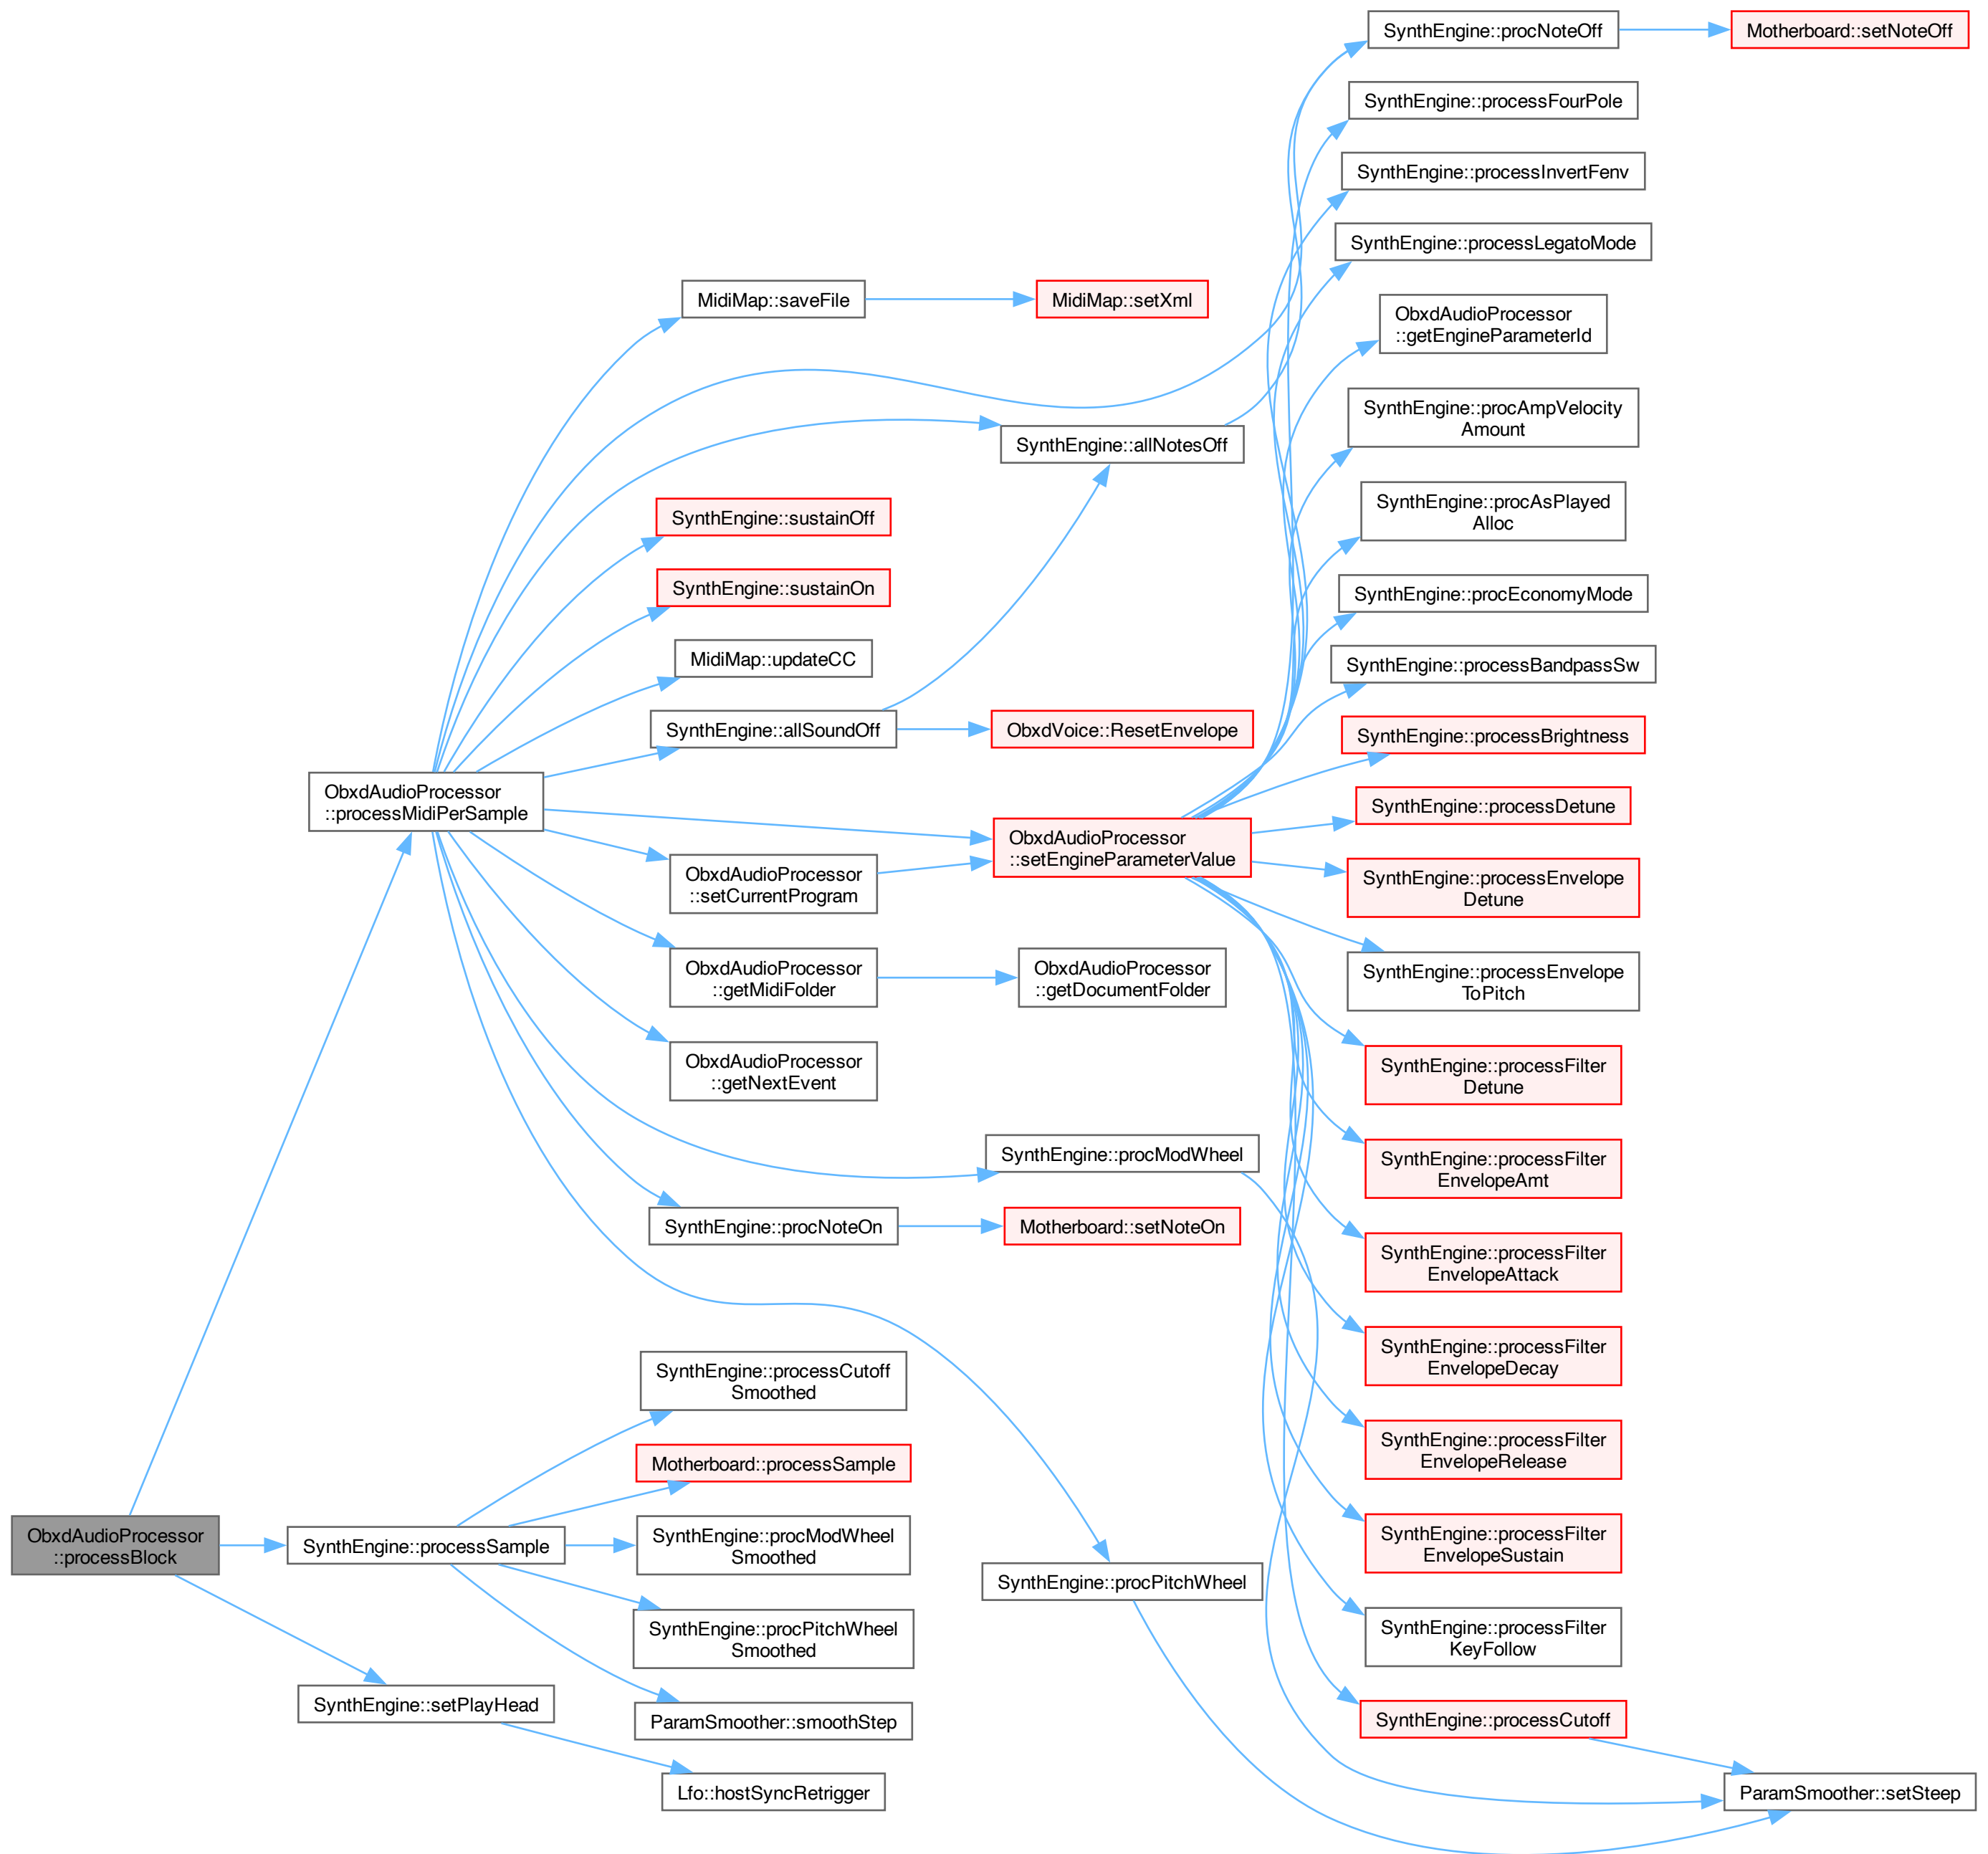 SynthEngine::procNoteOff
Motherboard::setNoteOff
SynthEngine::processFourPole
SynthEngine::processInvertFenv
SynthEngine::processLegatoMode
MidiMap::saveFile
MidiMap::setXml
ObxdAudioProcessor
::getEngineParameterId
SynthEngine::procAmpVelocity
Amount
SynthEngine::allNotesOff
SynthEngine::procAsPlayed
Alloc
SynthEngine::sustainOff
SynthEngine::sustainOn
SynthEngine::procEconomyMode
MidiMap::updateCC
SynthEngine::processBandpassSw
SynthEngine::allSoundOff
ObxdVoice::ResetEnvelope
SynthEngine::processBrightness
ObxdAudioProcessor
::processMidiPerSample
SynthEngine::processDetune
ObxdAudioProcessor
::setEngineParameterValue
ObxdAudioProcessor
::setCurrentProgram
SynthEngine::processEnvelope
Detune
ObxdAudioProcessor
::getMidiFolder
ObxdAudioProcessor
::getDocumentFolder
SynthEngine::processEnvelope
ToPitch
ObxdAudioProcessor
::getNextEvent
SynthEngine::processFilter
Detune
SynthEngine::procModWheel
SynthEngine::processFilter
EnvelopeAmt
SynthEngine::procNoteOn
Motherboard::setNoteOn
SynthEngine::processFilter
EnvelopeAttack
SynthEngine::processCutoff
Smoothed
SynthEngine::processFilter
EnvelopeDecay
Motherboard::processSample
SynthEngine::processFilter
EnvelopeRelease
ObxdAudioProcessor
::processBlock
SynthEngine::processSample
SynthEngine::procModWheel
Smoothed
SynthEngine::processFilter
EnvelopeSustain
SynthEngine::procPitchWheel
SynthEngine::procPitchWheel
Smoothed
SynthEngine::processFilter
KeyFollow
SynthEngine::setPlayHead
ParamSmoother::smoothStep
SynthEngine::processCutoff
Lfo::hostSyncRetrigger
ParamSmoother::setSteep